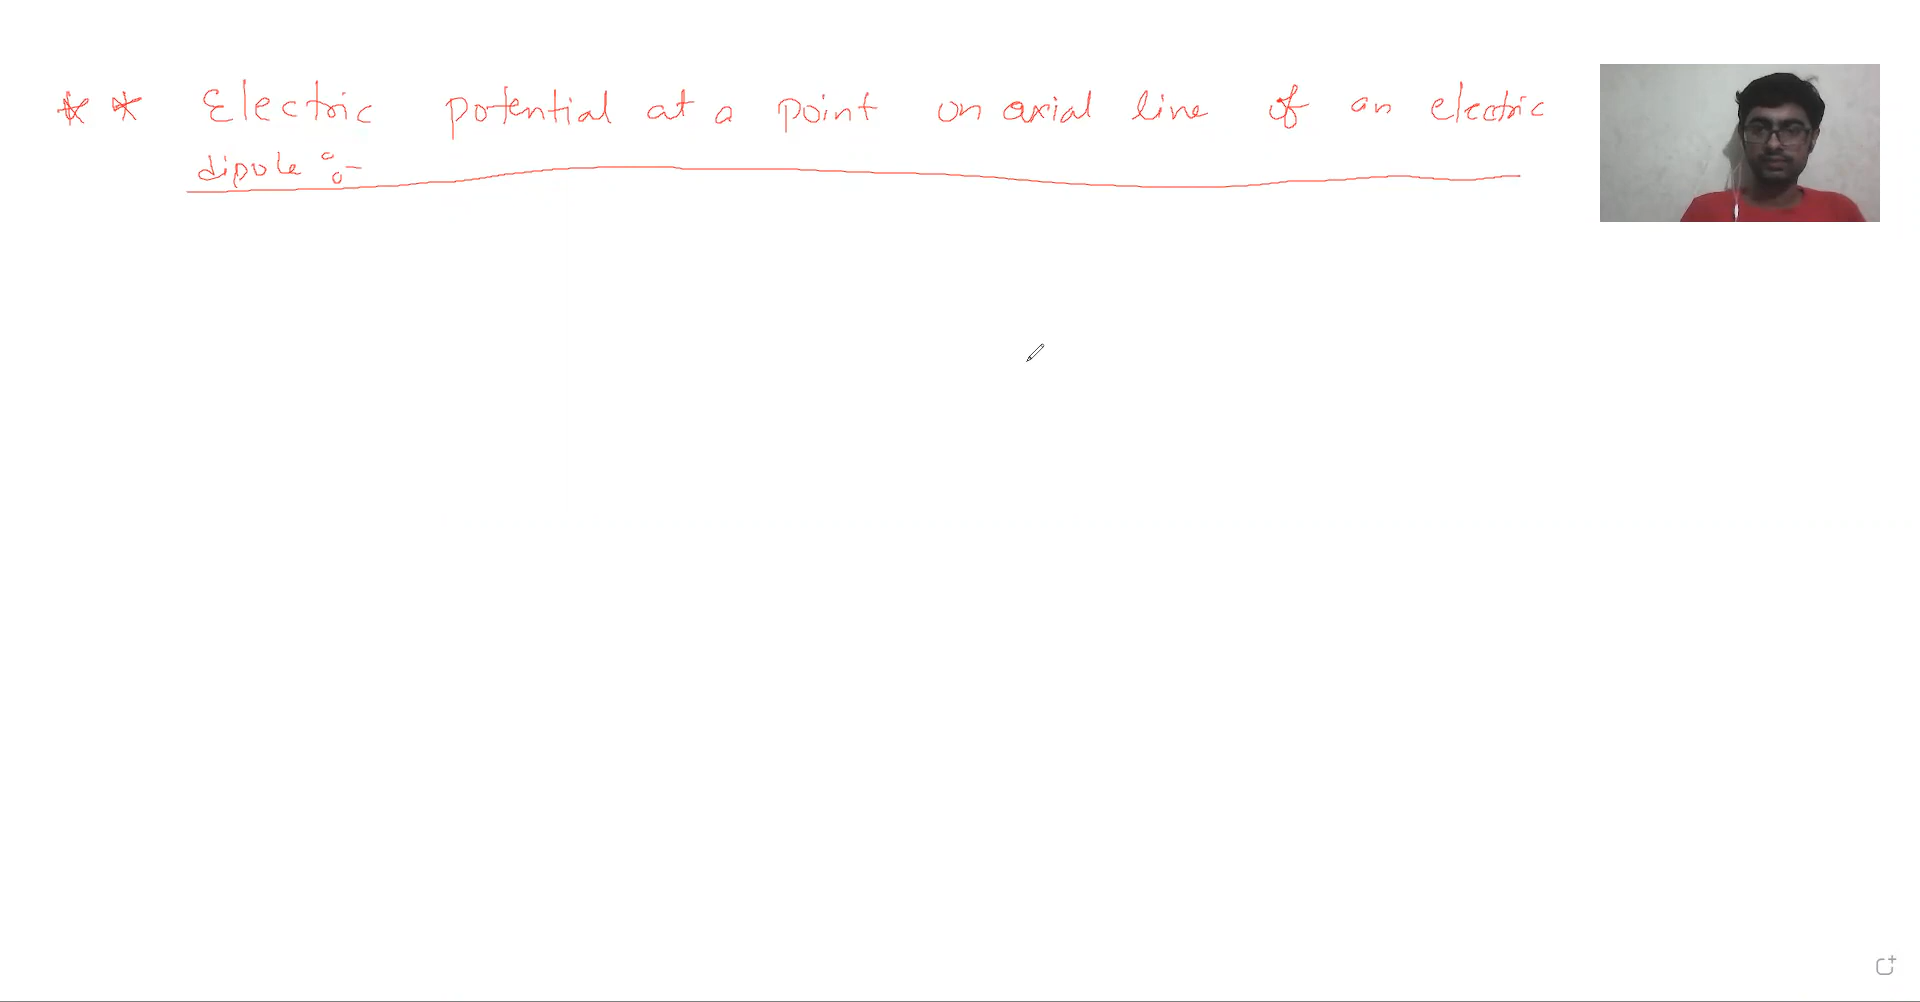 ** Electric potential at a point on axial line of an electric
dipole :-